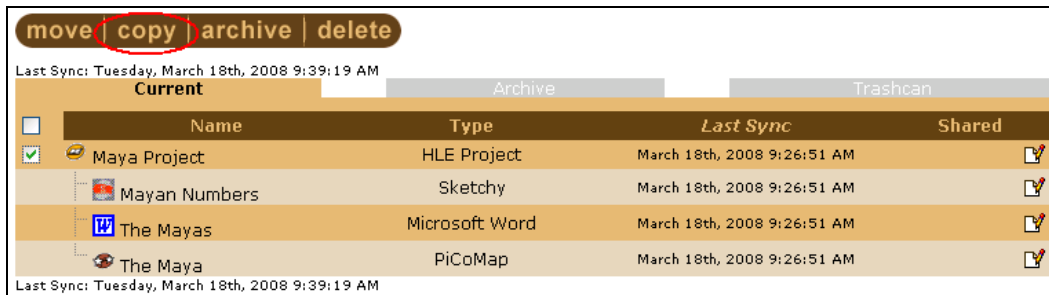 move copy archive delete
Last Sync: Tuesday, March 18th, 2008 9:39:19 AM
Current Archive Trashcan
Name Type Last Sync Shared
Maya Project HLE Project March 18th, 2008 9:26:51 AM
Mayan Numbers Sketchy March 18th, 2008 9:26:51 AM
The Mayas Microsoft Word March 18th, 2008 9:26:51 AM
The Maya PiCoMap March 18th, 2008 9:26:51 AM
Last Sync: Tuesday, March 18th, 2008 9:39:19 AM